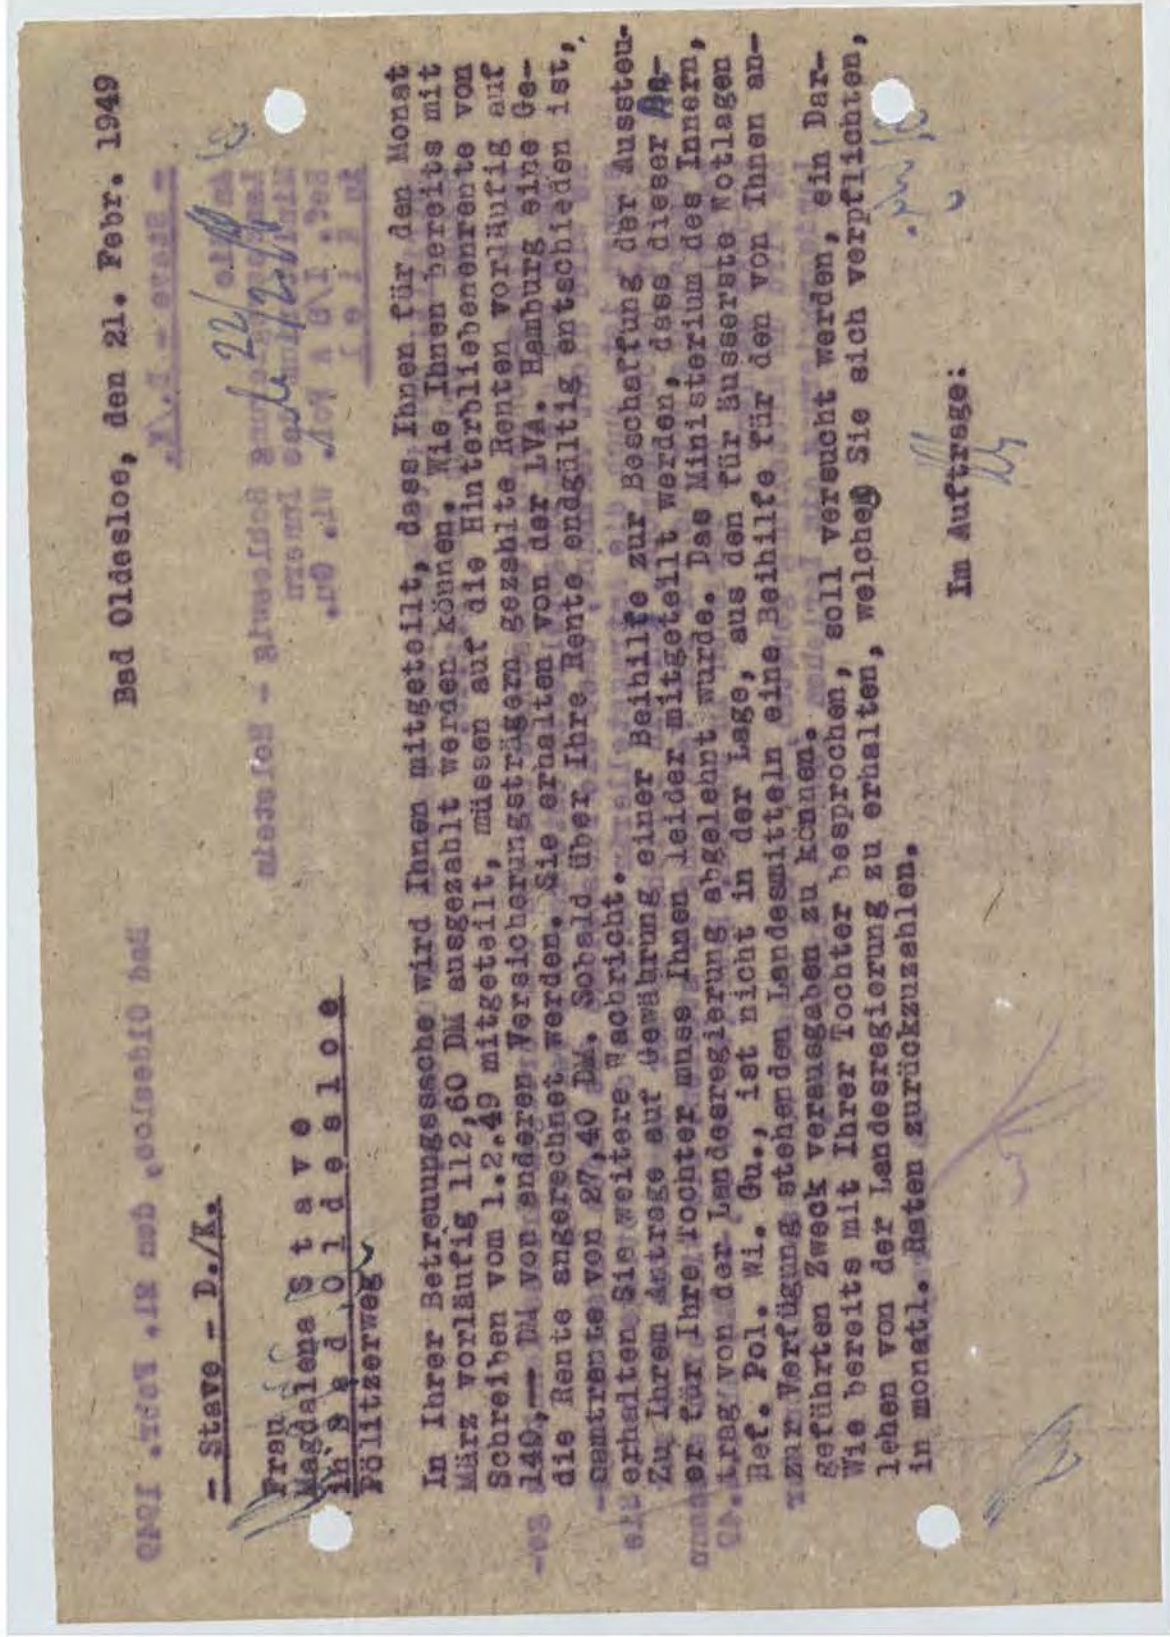 Bad Oldesloe, den 21. Febr. 1949
- Stave - D./K.
Frau
Magdalena S t a v e
in B a d O l d e s l o e
Pölitzerweg
In Ihrer Betreuungssache wird Ihnen mitgeteilt, dass Ihnen für den Monat
März vorläufig 112,60 DM ausgezahlt werden können. Wie Ihnen bereits mit
Schreiben vom 1.2.49 mitgeteilt, müssen auf die Hinterbliebenenrente von
149,-- DM von anderen Versicherungsträgern gezahlte Renten vorläufig auf
die Rente angerechnet werden. Sie erhalten von der LVA. Hamburg eine Ge-
samtrente von 27,40 DM. Sobald über Ihre Rente endgültig entschieden ist,
erhalten Sie weitere Nachricht.
Zu Ihrem Antrage auf Gewährung einer Beihilfe zur Beschaffung der Aussteu-
er für Ihre Tochter muss Ihnen leider mitgeteilt werden, dass dieser An-
trag von der Landesregierung abgelehnt wurde. Das Ministerium des Innern,
Ref. Pol. Wi. Gu., ist nicht in der Lage, aus den für äusserste Notlagen
zur Verfügung stehenden Landesmitteln eine Beihilfe für den von Ihnen an-
geführten Zweck verausgaben zu können.
Wie bereits mit Ihrer Tochter besprochen, soll versucht werden, ein Dar-
lehen von der Landesregierung zu erhalten, welches Sie sich verpflichten,
in monatl. Raten zurückzuzahlen.
Im Auftrage: